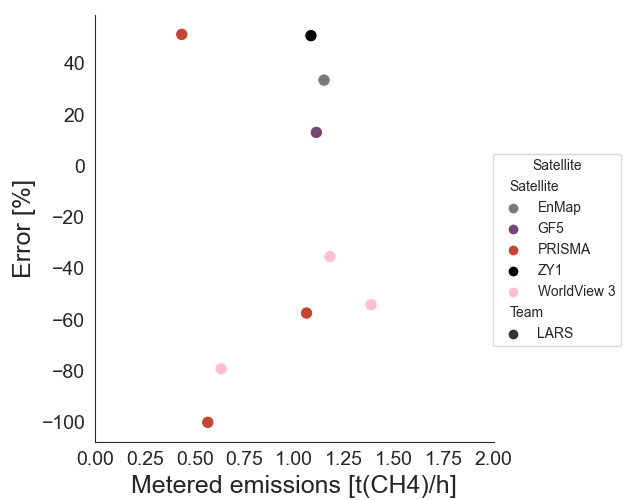 Error [%]
40
20
0
−20
−40
−60
−80
−100
0.00 0.25 0.50 0.75 1.00 1.25 1.50 1.75 2.00
Metered emissions [t(CH4)/h]
Satellite
Satellite
EnMap
GF5
PRISMA
ZY1
WorldView 3
Team
LARS